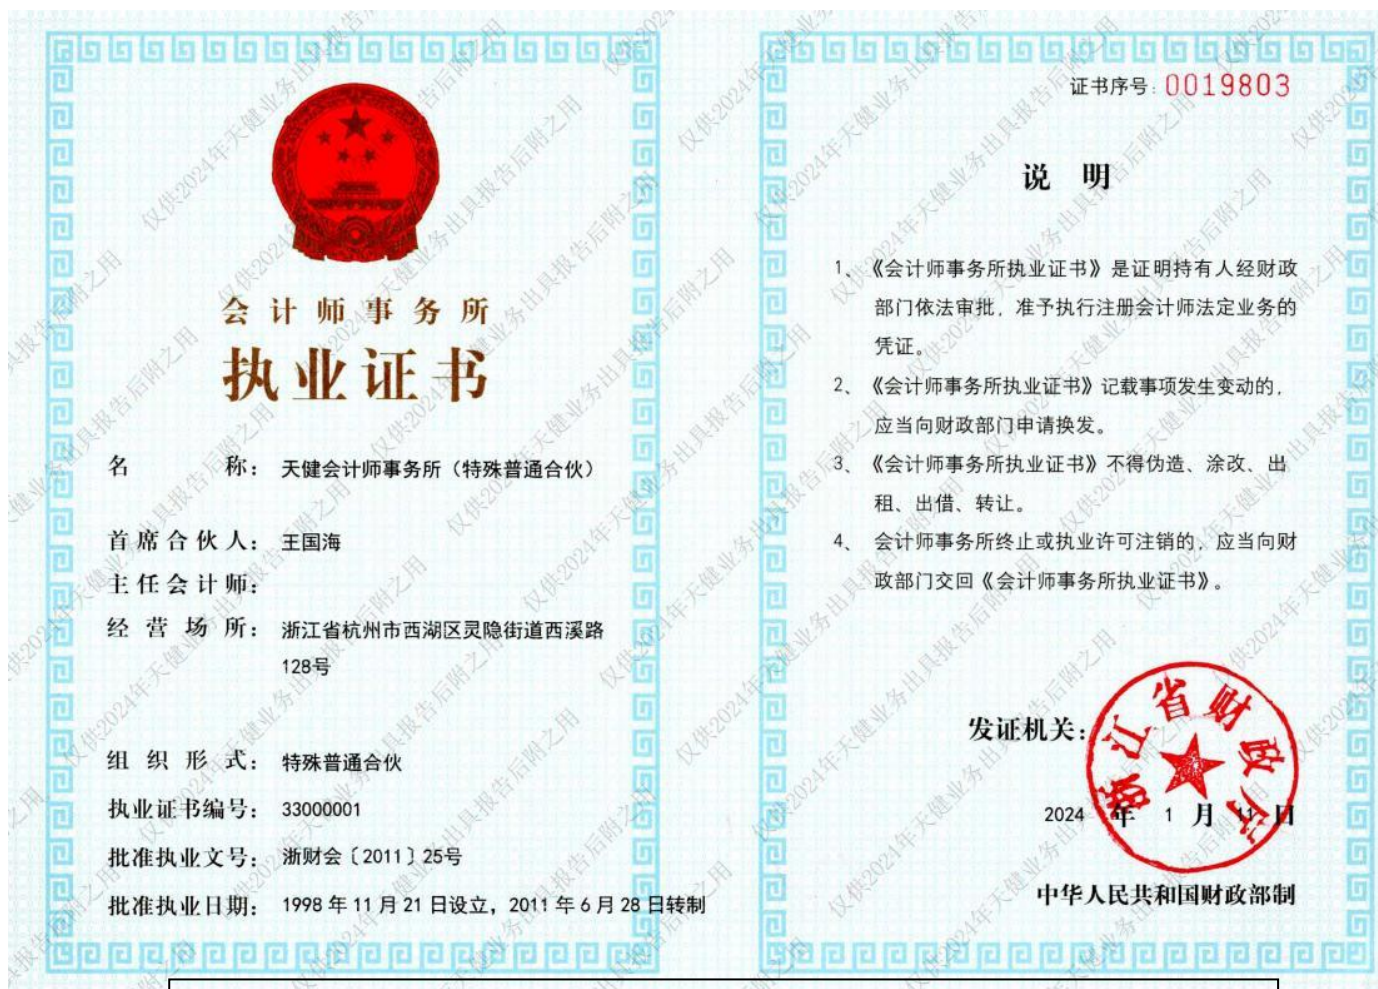 会计师事务所
执业证书
名称：天健会计师事务所（特殊普通合伙）
首席合伙人：王国海
主任会计师：
经营场所：浙江省杭州市西湖区灵隐街道西溪路
128号
组织形式：特殊普通合伙
执业证书编号：33000001
批准执业文号：浙财会〔2011〕25号
批准执业日期：1998年11月21日设立，2011年6月28日转制
证书序号：0019803
说明
1、《会计师事务所执业证书》是证明持有人经财政
部门依法审批，准予执行注册会计师法定业务的
凭证。
2、《会计师事务所执业证书》记载事项发生变动的，
应当向财政部门申请换发。
3、《会计师事务所执业证书》不得伪造、涂改、出
租、出借、转让。
4、会计师事务所终止或执业许可注销的，应当向财
政部门交回《会计师事务所执业证书》。
发证机关：
浙江省财政厅
2024年1月11日
中华人民共和国财政部制
仅供2024年天健业务出具报告后附之用